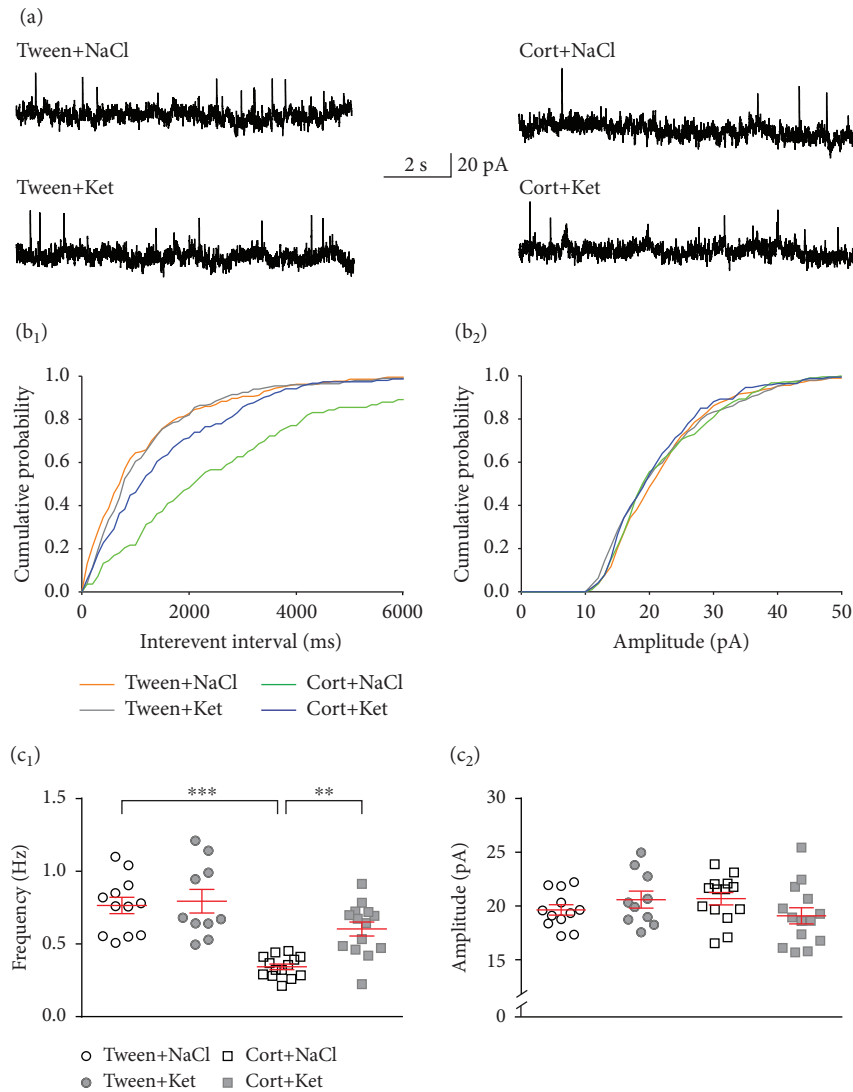 (a)
Tween+NaCl
Cort+NaCl
2 s
20 pA
Tween+Ket
Cort+Ket
(b1)
(b2)
1.0
0.8
0.6
0.4
0.2
0.0
Cumulative probability
0 2000 4000 6000
Interevent interval (ms)
1.0
0.8
0.6
0.4
0.2
0.0
Cumulative probability
0 10 20 30 40 50
Amplitude (pA)
Tween+NaCl
Cort+NaCl
Tween+Ket
Cort+Ket
(c1)
(c2)
*** **
1.5
1.0
0.5
0.0
Frequency (Hz)
30
25
20
15
0
Amplitude (pA)
Tween+NaCl
Cort+NaCl
Tween+Ket
Cort+Ket